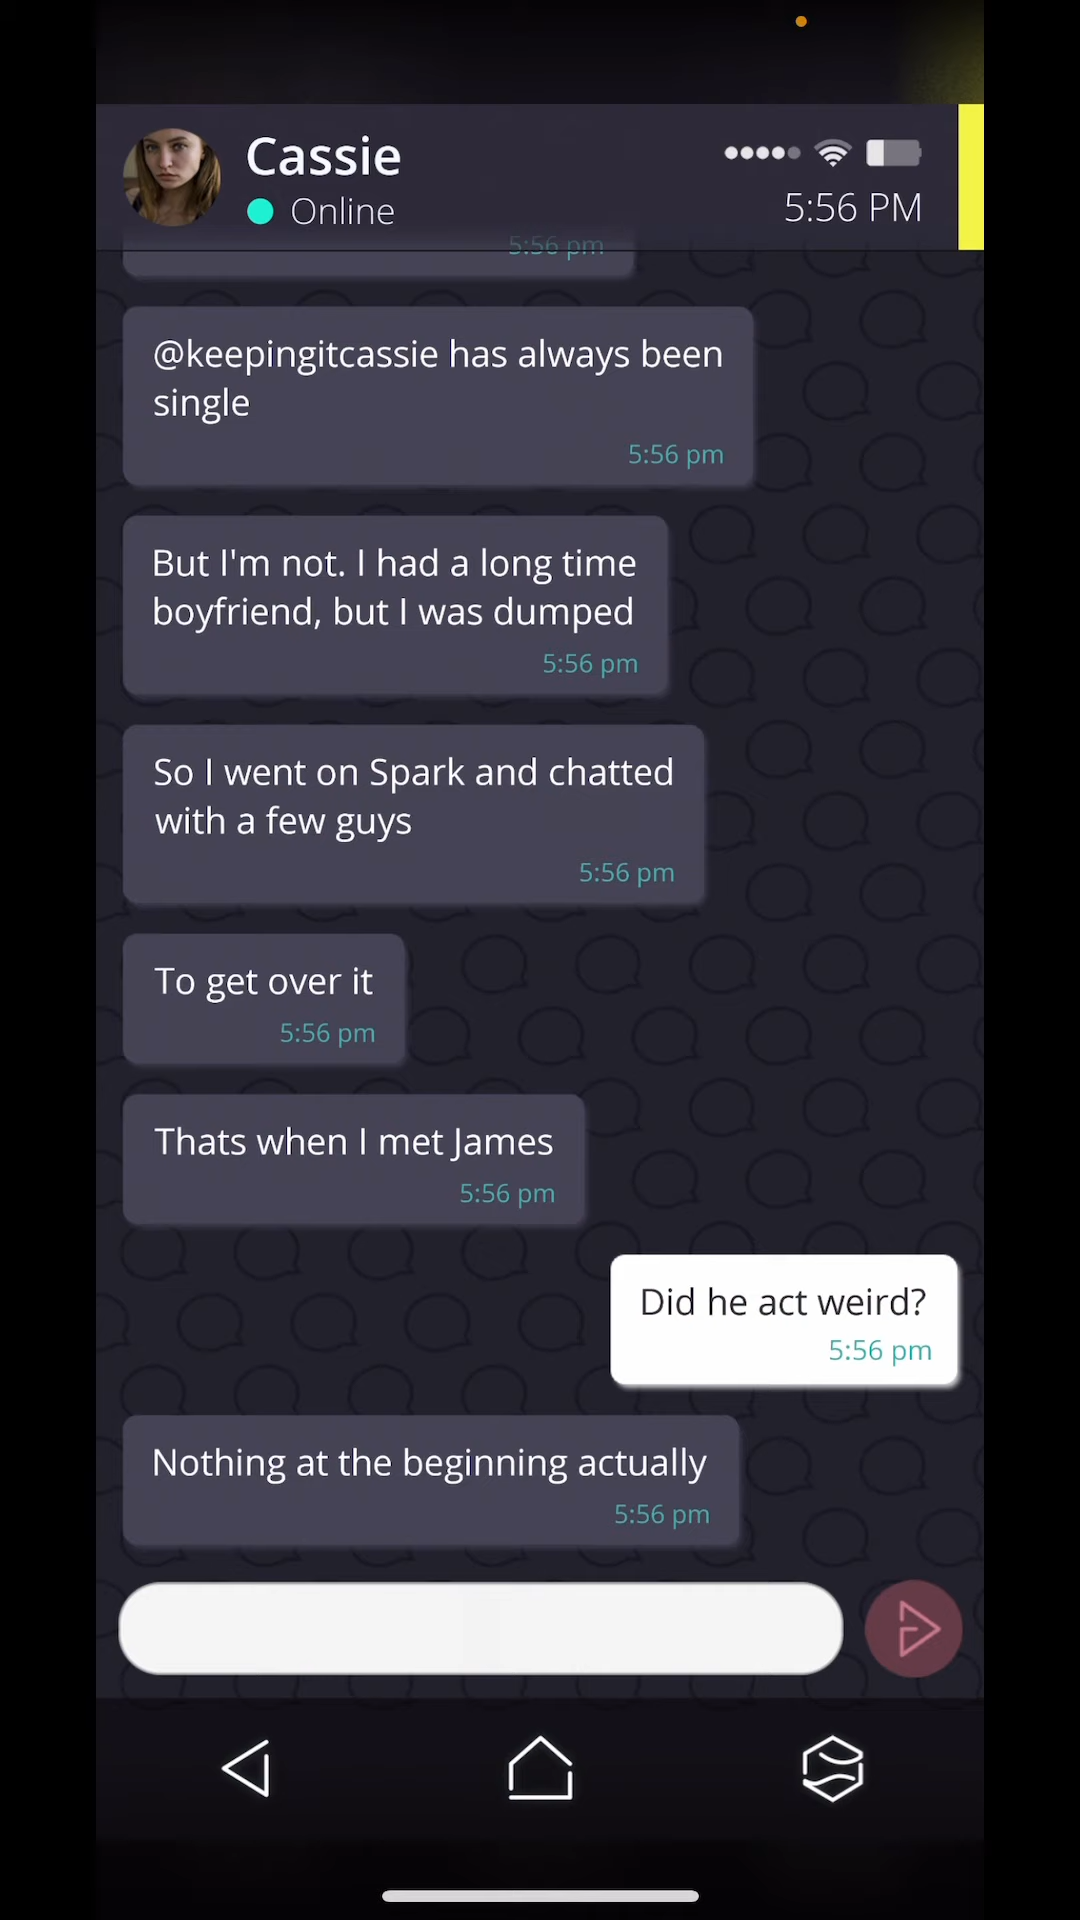 Cassie
Online
5:56 PM
5:56 pm
@keepingitcassie has always been
single
5:56 pm
But I'm not. I had a long time
boyfriend, but I was dumped
5:56 pm
So I went on Spark and chatted
with a few guys
5:56 pm
To get over it
5:56 pm
Thats when I met James
5:56 pm
Did he act weird?
5:56 pm
Nothing at the beginning actually
5:56 pm